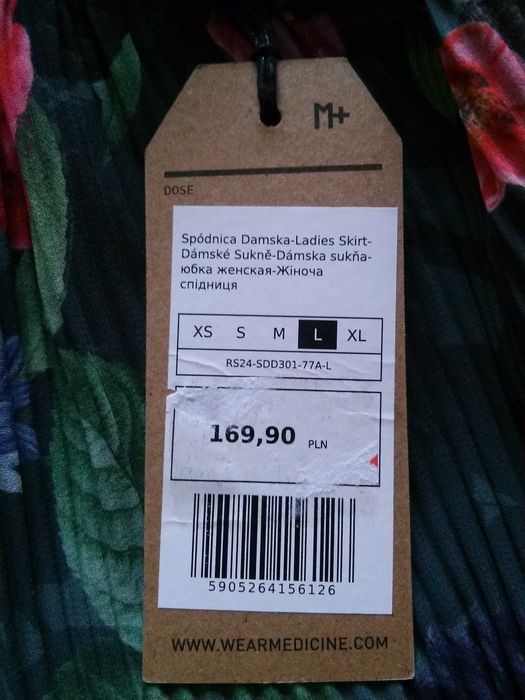 M+
DOSE
Spódnica Damska-Ladies Skirt-
Dámské Sukně-Dámska sukňa-
юбка женская-Жіноча
спідниця
XS S M L XL
RS24-SDD301-77A-L
169,90 PLN
5905264156126
WWW.WEARMEDICINE.COM